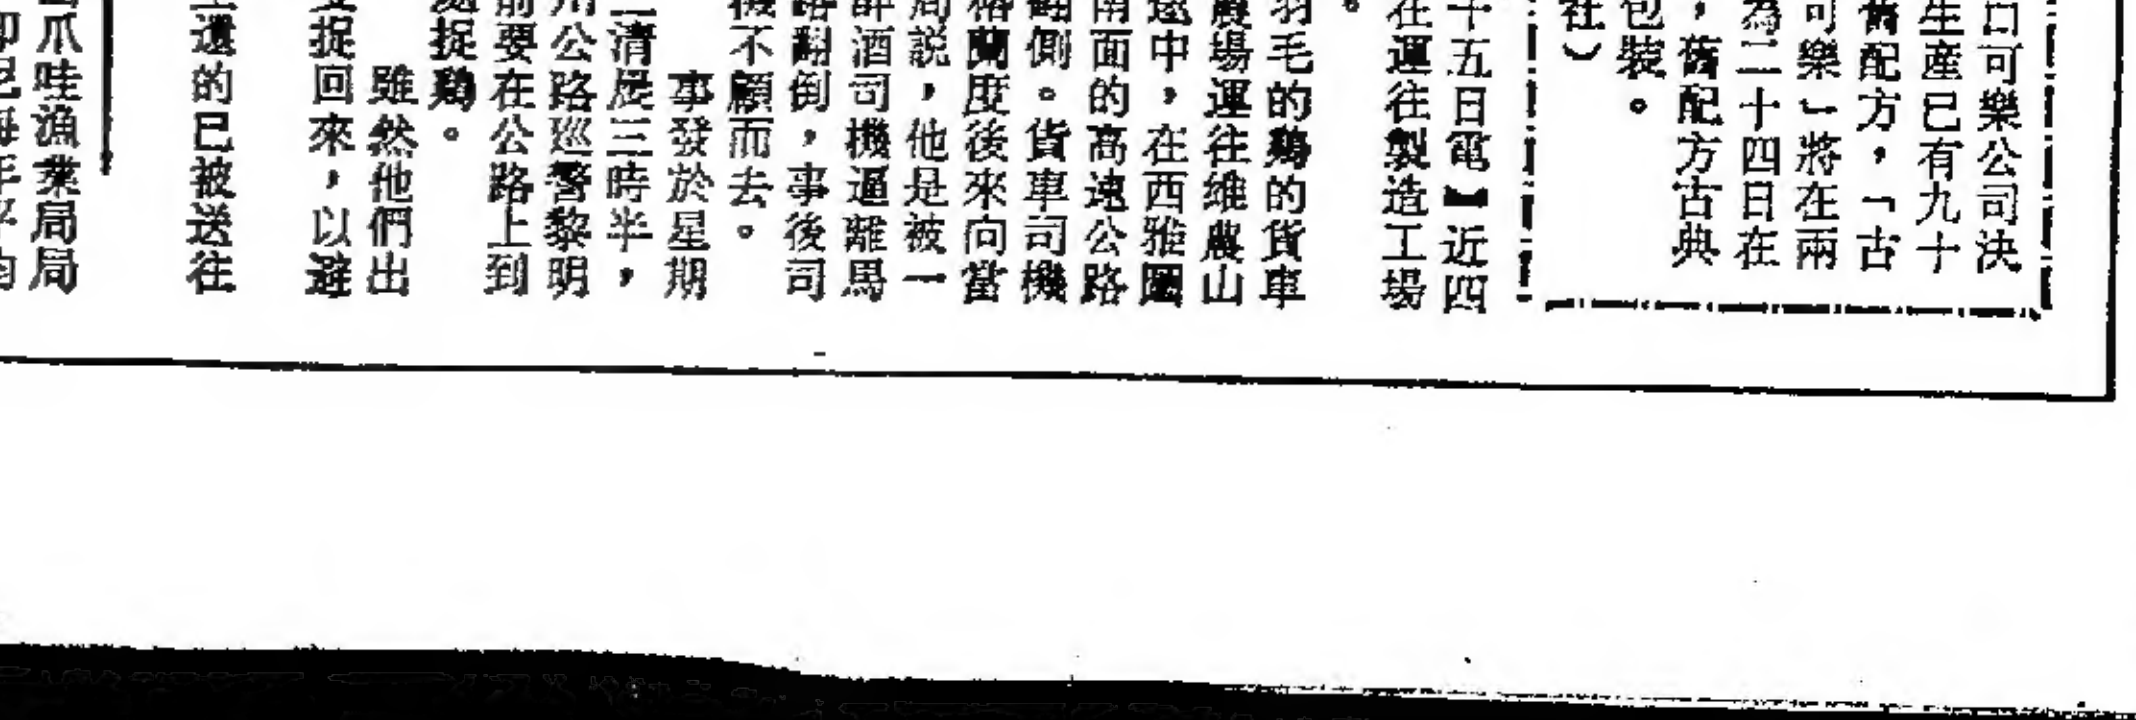 口可樂公司決
生產已有九十
舊配方，「古
可樂」將在兩
為二十四日在
，舊配方古典
包裝。
社）
十五日電】近四
在運往製造工場
。
羽毛的鷄的貨車
農場運往維農山
途中，在西雅圖
南面的高速公路
翻側。貨車司機
格蘭度後來向當
局説，他是被一
醉酒司機逼離馬
路翻倒，事後司
機不顧而去。
事發於星期
清晨三時半，
州公路巡警黎明
前要在公路上到
處捉鷄。
雖然他們出
捉回來，以避
遺的已被送往
爪哇漁業局局